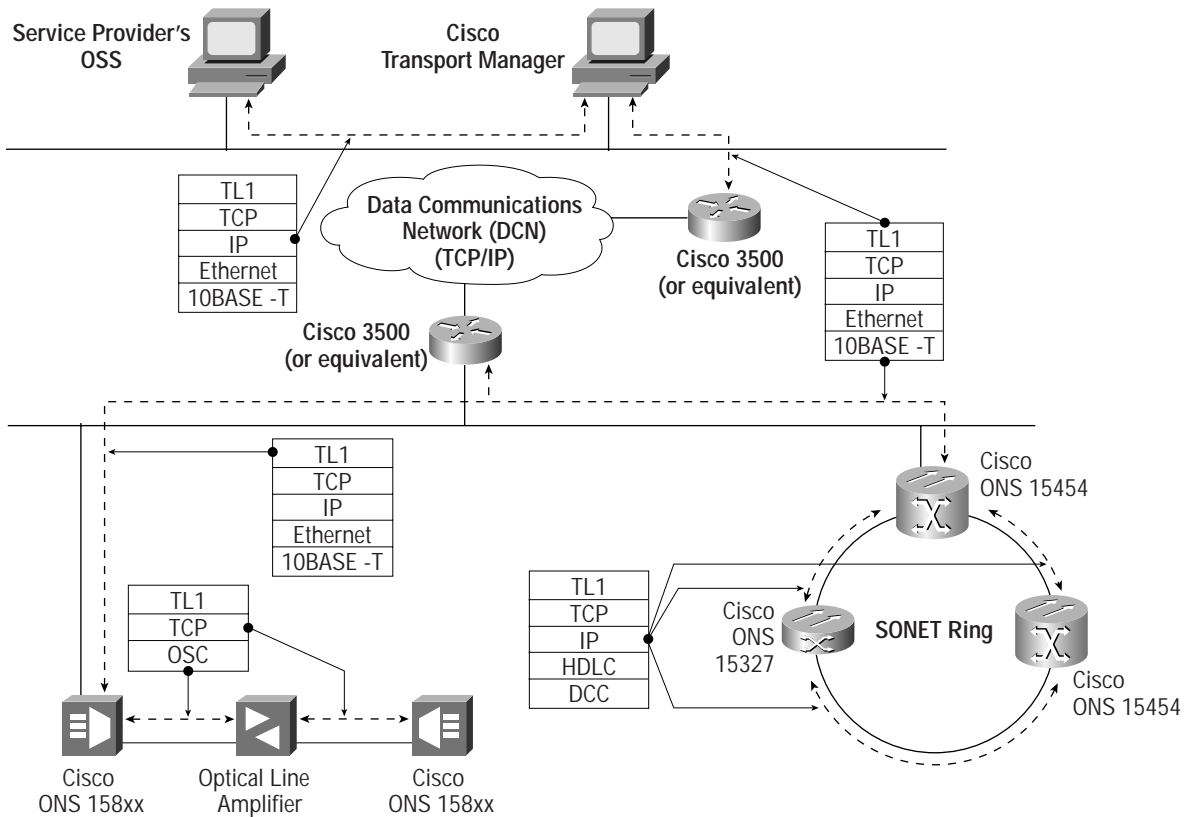 Service Provider's
OSS
Cisco
Transport Manager
TL1
TCP
IP
Ethernet
10BASE -T
Data Communications
Network (DCN)
(TCP/IP)
Cisco 3500
(or equivalent)
TL1
TCP
IP
Ethernet
10BASE -T
Cisco 3500
(or equivalent)
TL1
TCP
IP
Ethernet
10BASE -T
Cisco
ONS 15454
TL1
TCP
OSC
TL1
TCP
IP
HDLC
DCC
Cisco
ONS
15327
SONET Ring
Cisco
ONS 15454
Cisco
ONS 158xx
Optical Line
Amplifier
Cisco
ONS 158xx